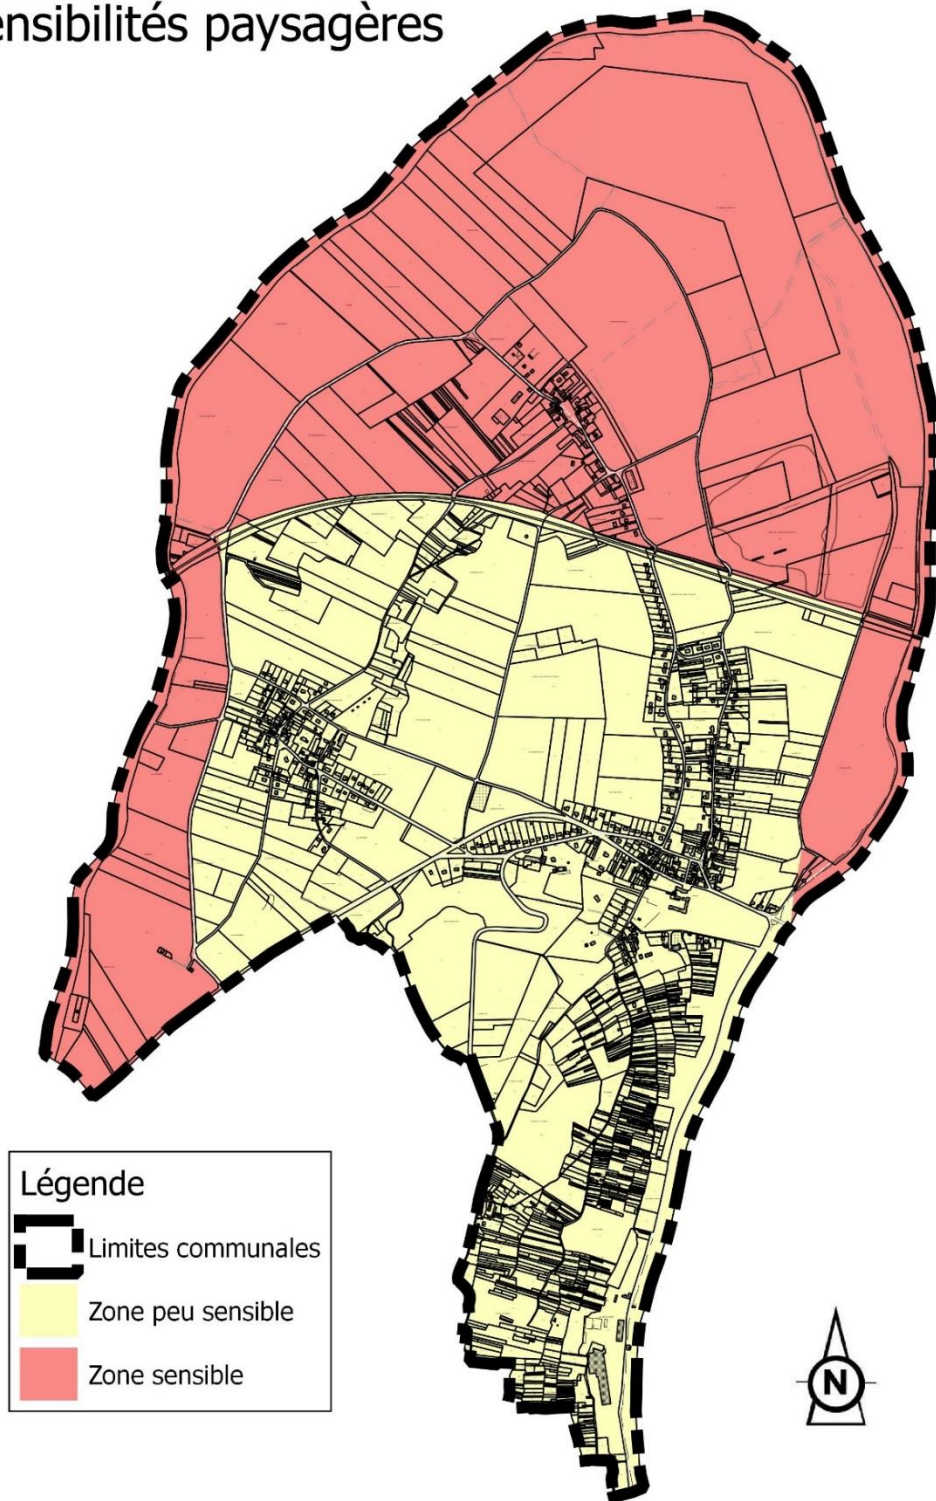 ensibilités paysagères
Légende
Limites communales
Zone peu sensible
Zone sensible
N